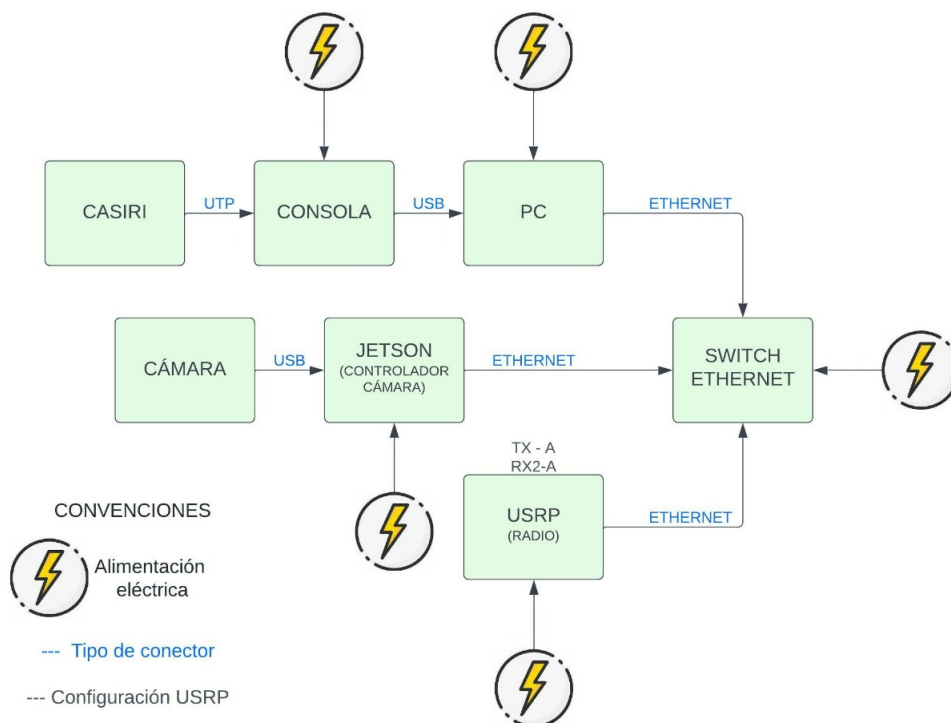 CASIRI
UTP
CONSOLA
USB
PC
ETHERNET
CÁMARA
USB
JETSON
(CONTROLADOR
CÁMARA)
ETHERNET
SWITCH
ETHERNET
TX - A
RX2-A
USRP
(RADIO)
ETHERNET
CONVENCIONES
Alimentación
eléctrica
--- Tipo de conector
--- Configuración USRP